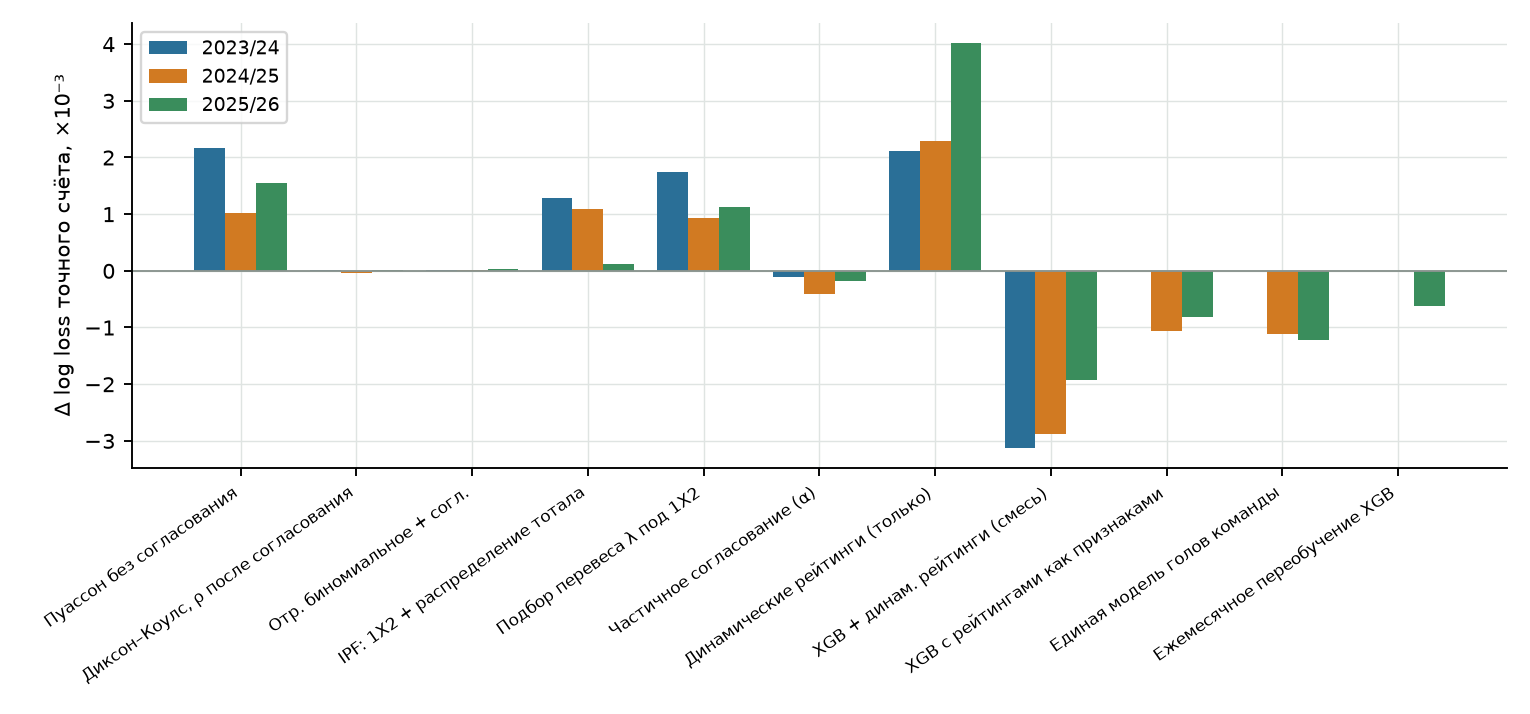 Δ log loss точного счёта, ×10⁻³
4
3
2
1
0
−1
−2
−3
2023/24
2024/25
2025/26
Пуассон без согласования
Диксон–Коулс, ρ после согласования
Отр. биномиальное + согл.
IPF: 1X2 + распределение тотала
Подбор перевеса λ под 1X2
Частичное согласование (α)
Динамические рейтинги (только)
XGB + динам. рейтинги (смесь)
XGB с рейтингами как признаками
Единая модель голов команды
Ежемесячное переобучение XGB